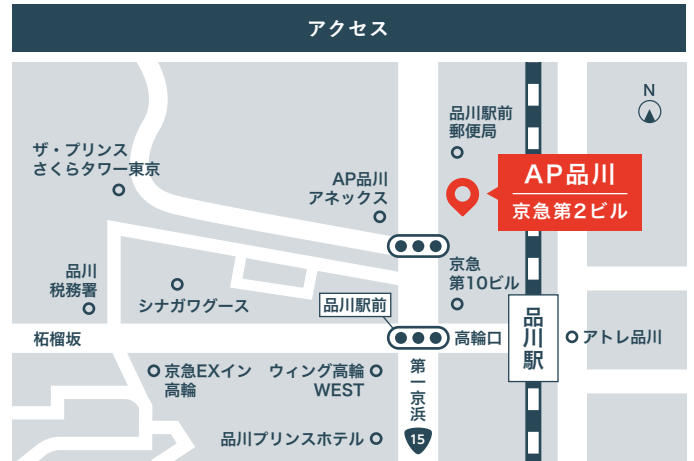 アクセス
N
品川駅前
郵便局
ザ・プリンス
さくらタワー東京
AP品川
アネックス
AP品川
京急第2ビル
品川
税務署
シナガワグース
京急
第10ビル
品川駅前
品川駅
柘榴坂
高輪口
アトレ品川
京急EXイン
高輪
ウィング高輪
WEST
第一京浜
15
品川プリンスホテル